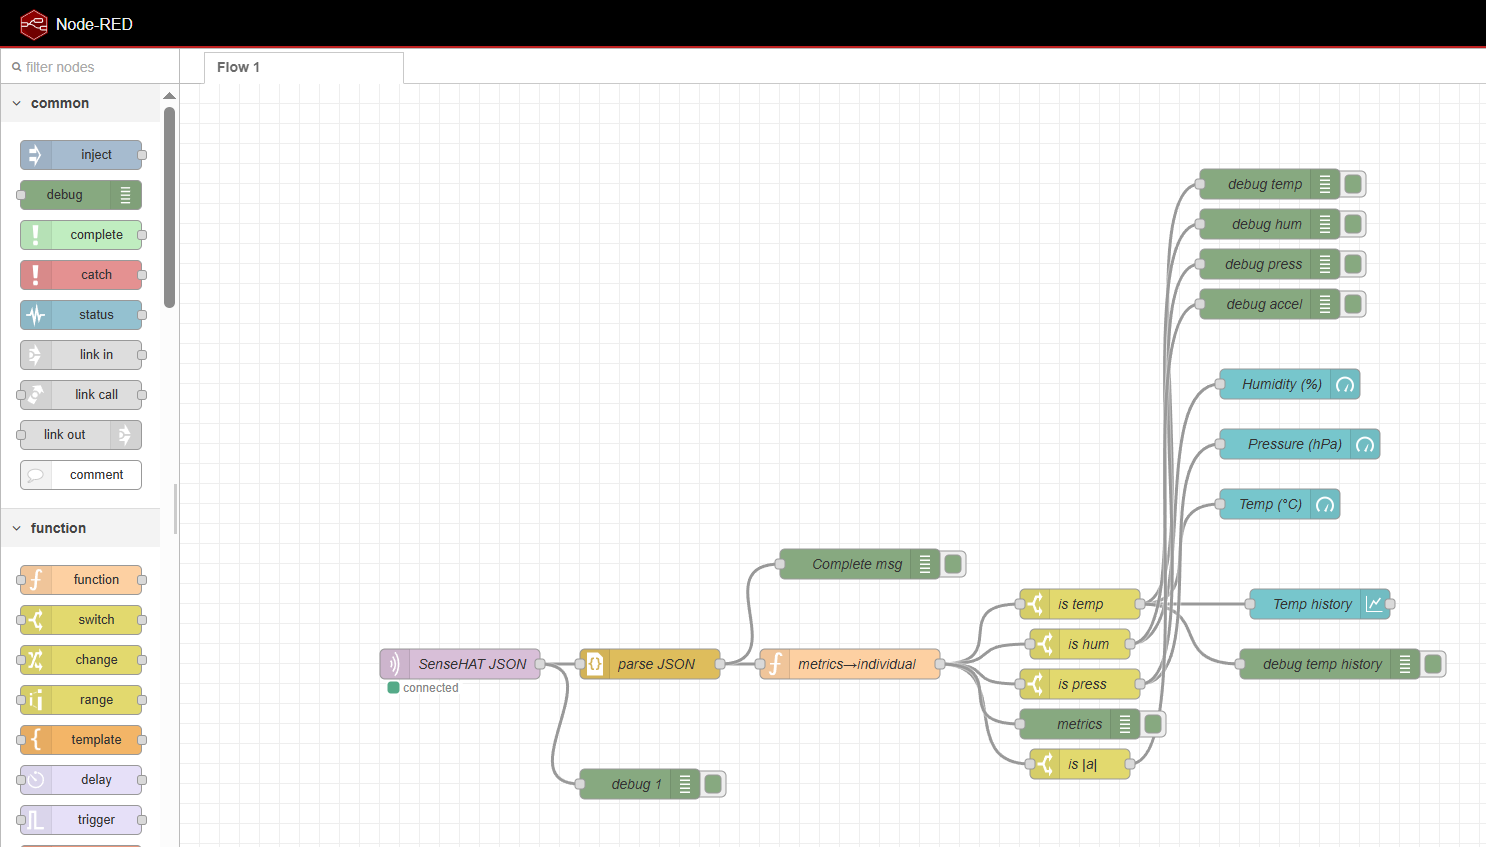 Node-RED
filter nodes
Flow 1
common
inject
debug
complete
catch
status
link in
link call
link out
comment
function
function
switch
change
range
template
delay
trigger
debug temp
debug hum
debug press
debug accel
Humidity (%)
Pressure (hPa)
Temp (°C)
Complete msg
is temp
Temp history
is hum
SenseHAT JSON
connected
parse JSON
metrics→individual
debug temp history
is press
metrics
is |a|
debug 1